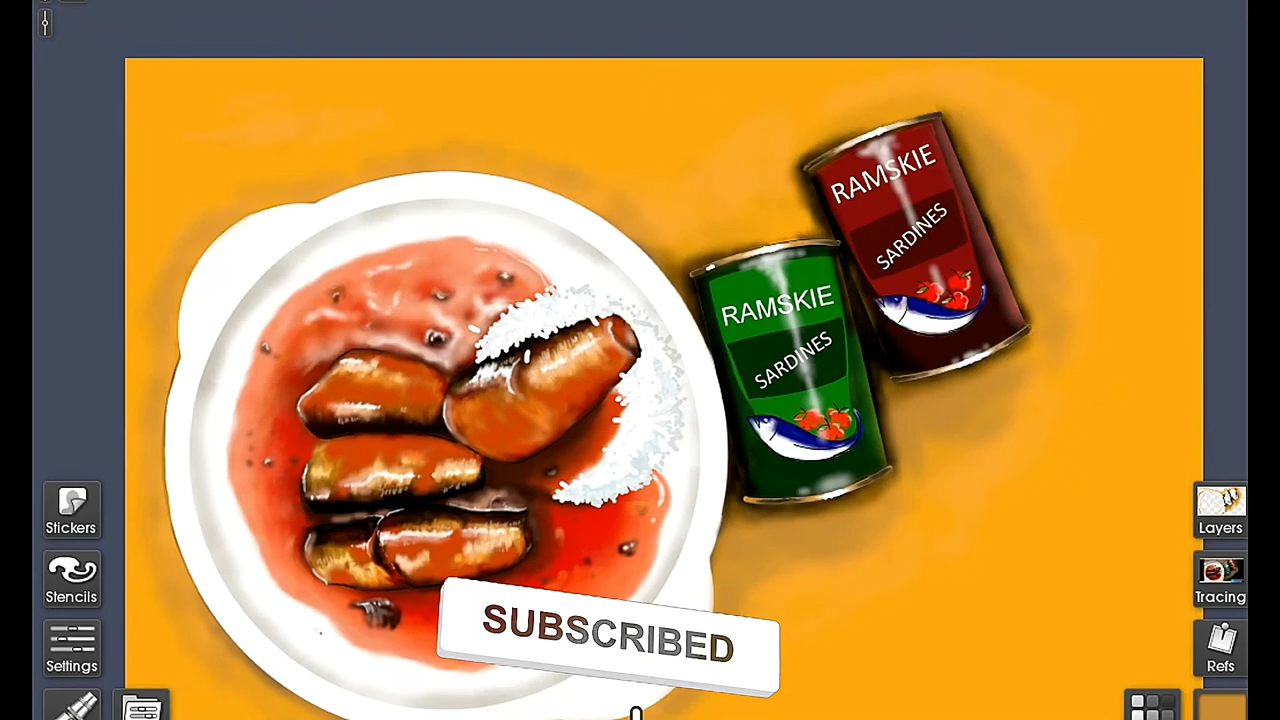 RAMSKIE
SARDINES
RAMSKIE
SARDINES
SUBSCRIBED
Stickers
Stencils
Settings
Layers
Tracing
Refs